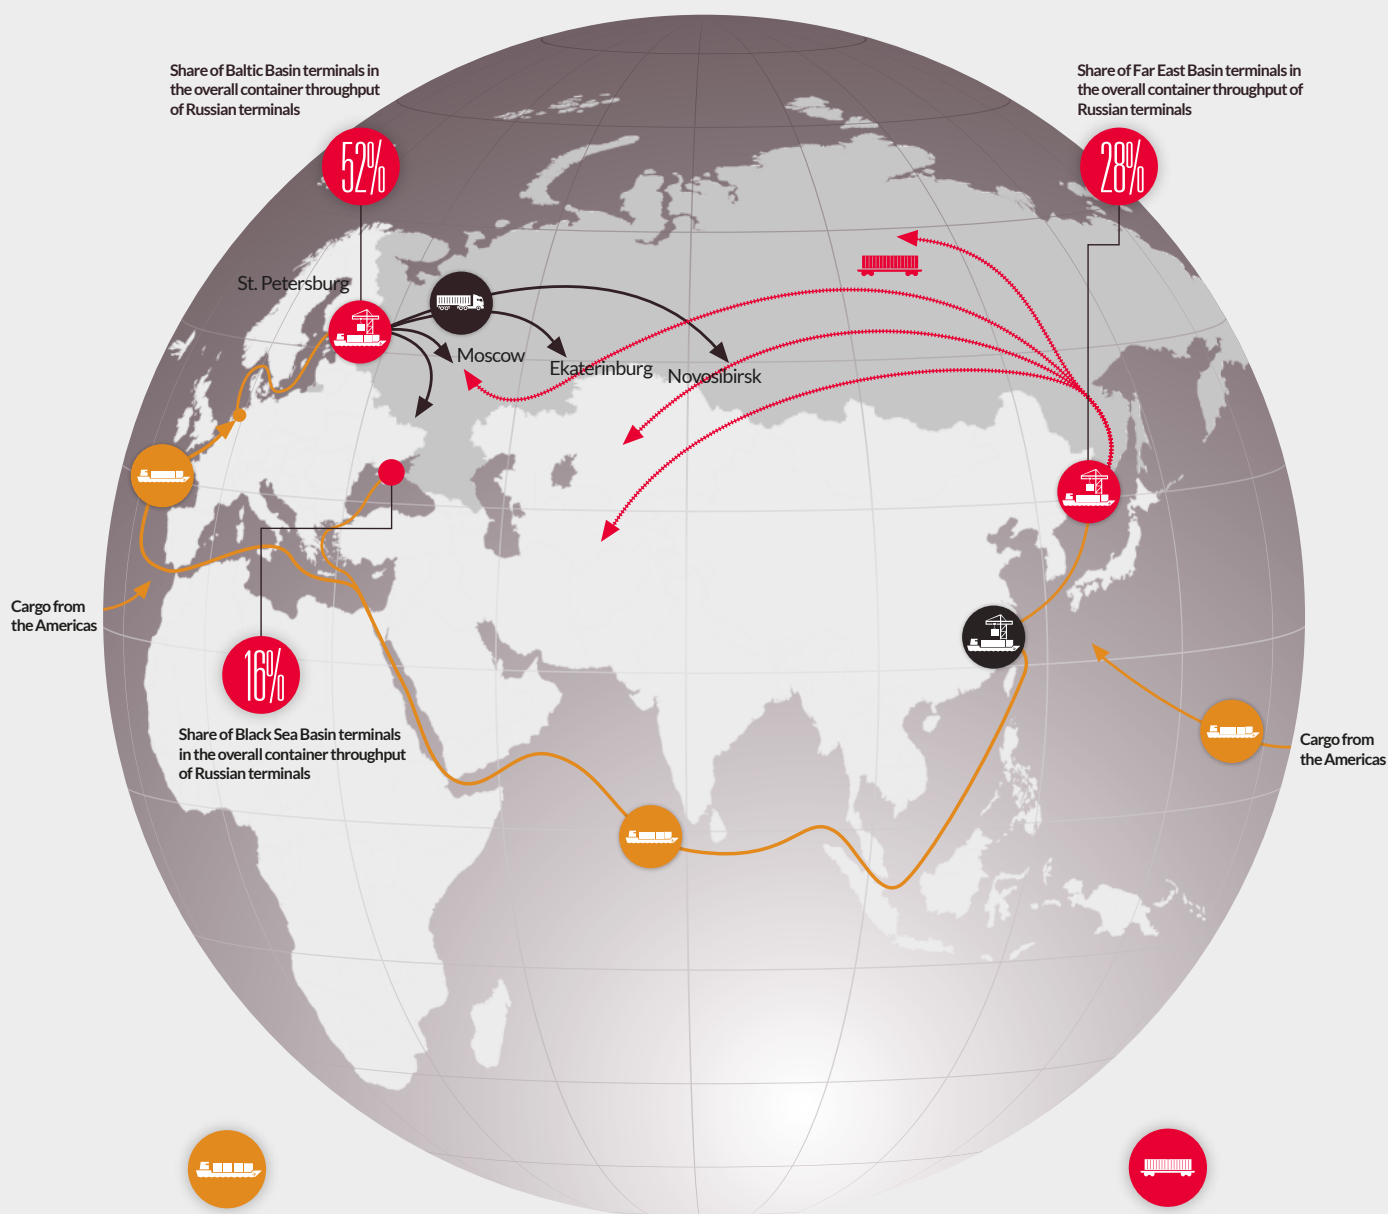 Share of Baltic Basin terminals in
the overall container throughput
of Russian terminals
52%
Share of Far East Basin terminals in
the overall container throughput of
Russian terminals
28%
St. Petersburg
Moscow
Ekaterinburg
Novosibirsk
Cargo from
the Americas
16%
Share of Black Sea Basin terminals
in the overall container throughput
of Russian terminals
Cargo from
the Americas